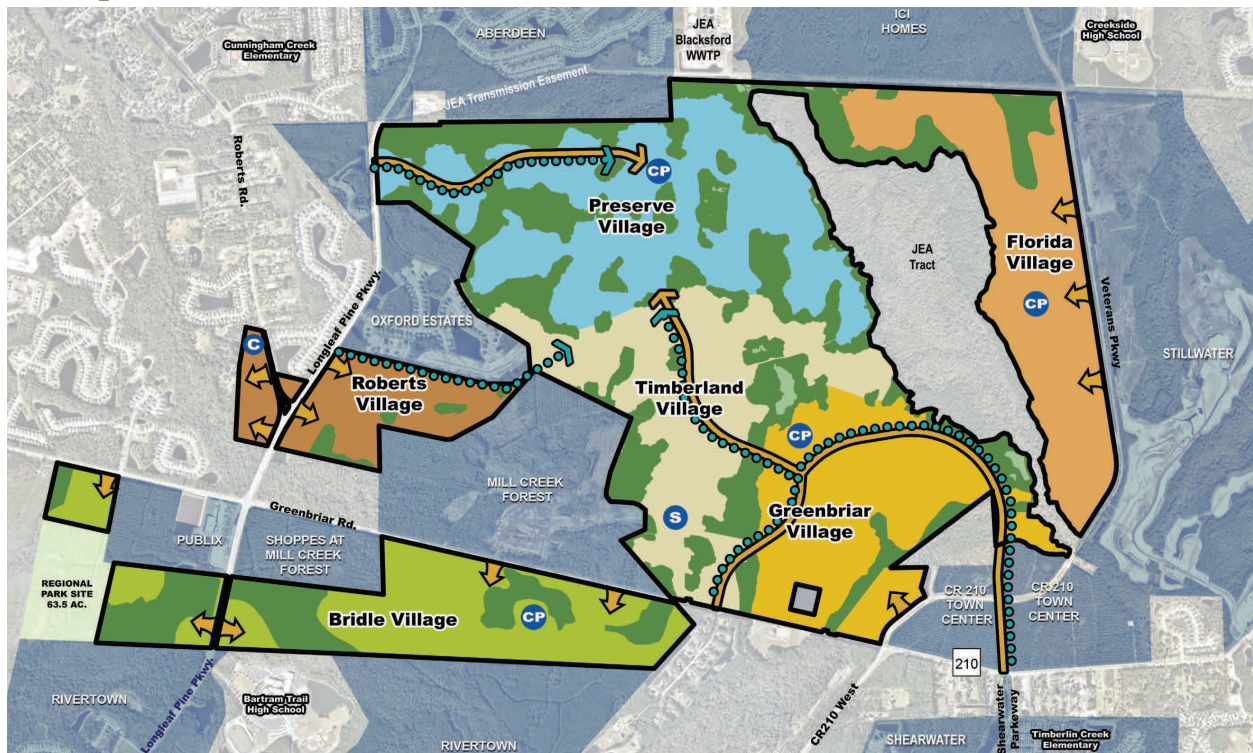 Cunningham Creek
Elementary
ABERDEEN
JEA
Blacksford
WWTP
ICI
HOMES
Creekside
High School
JEA Transmission Easement
Roberts Rd.
CP
Preserve
Village
JEA
Tract
Florida
Village
CP
Veterans Pkwy
STILLWATER
Longleaf Pine Pkwy.
OXFORD ESTATES
C
Roberts
Village
Timberland
Village
CP
MILL CREEK
FOREST
S
Greenbriar
Village
Greenbriar Rd.
PUBLIX
SHOPPES AT
MILL CREEK
FOREST
REGIONAL
PARK SITE
63.5 AC.
Bridle Village
CP
CR 210
TOWN
CENTER
CR 210
TOWN
CENTER
210
RIVERTOWN
Longleaf Pine Pkwy.
Bartram Trail
High School
RIVERTOWN
CR210 West
SHEARWATER
Shearwater
Parkeway
Timberlin Creek
Elementary